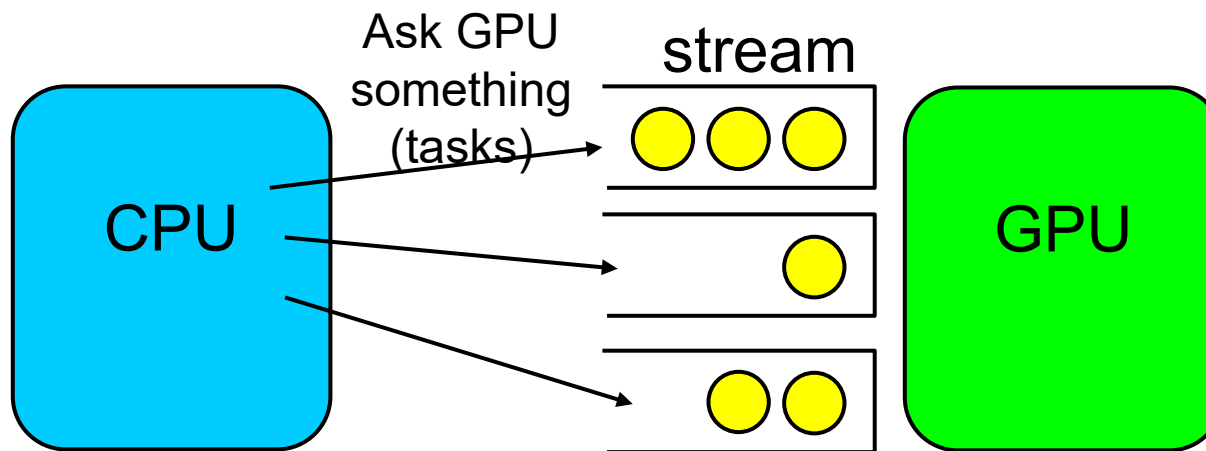 Ask GPU
something
(tasks)
stream
CPU
GPU